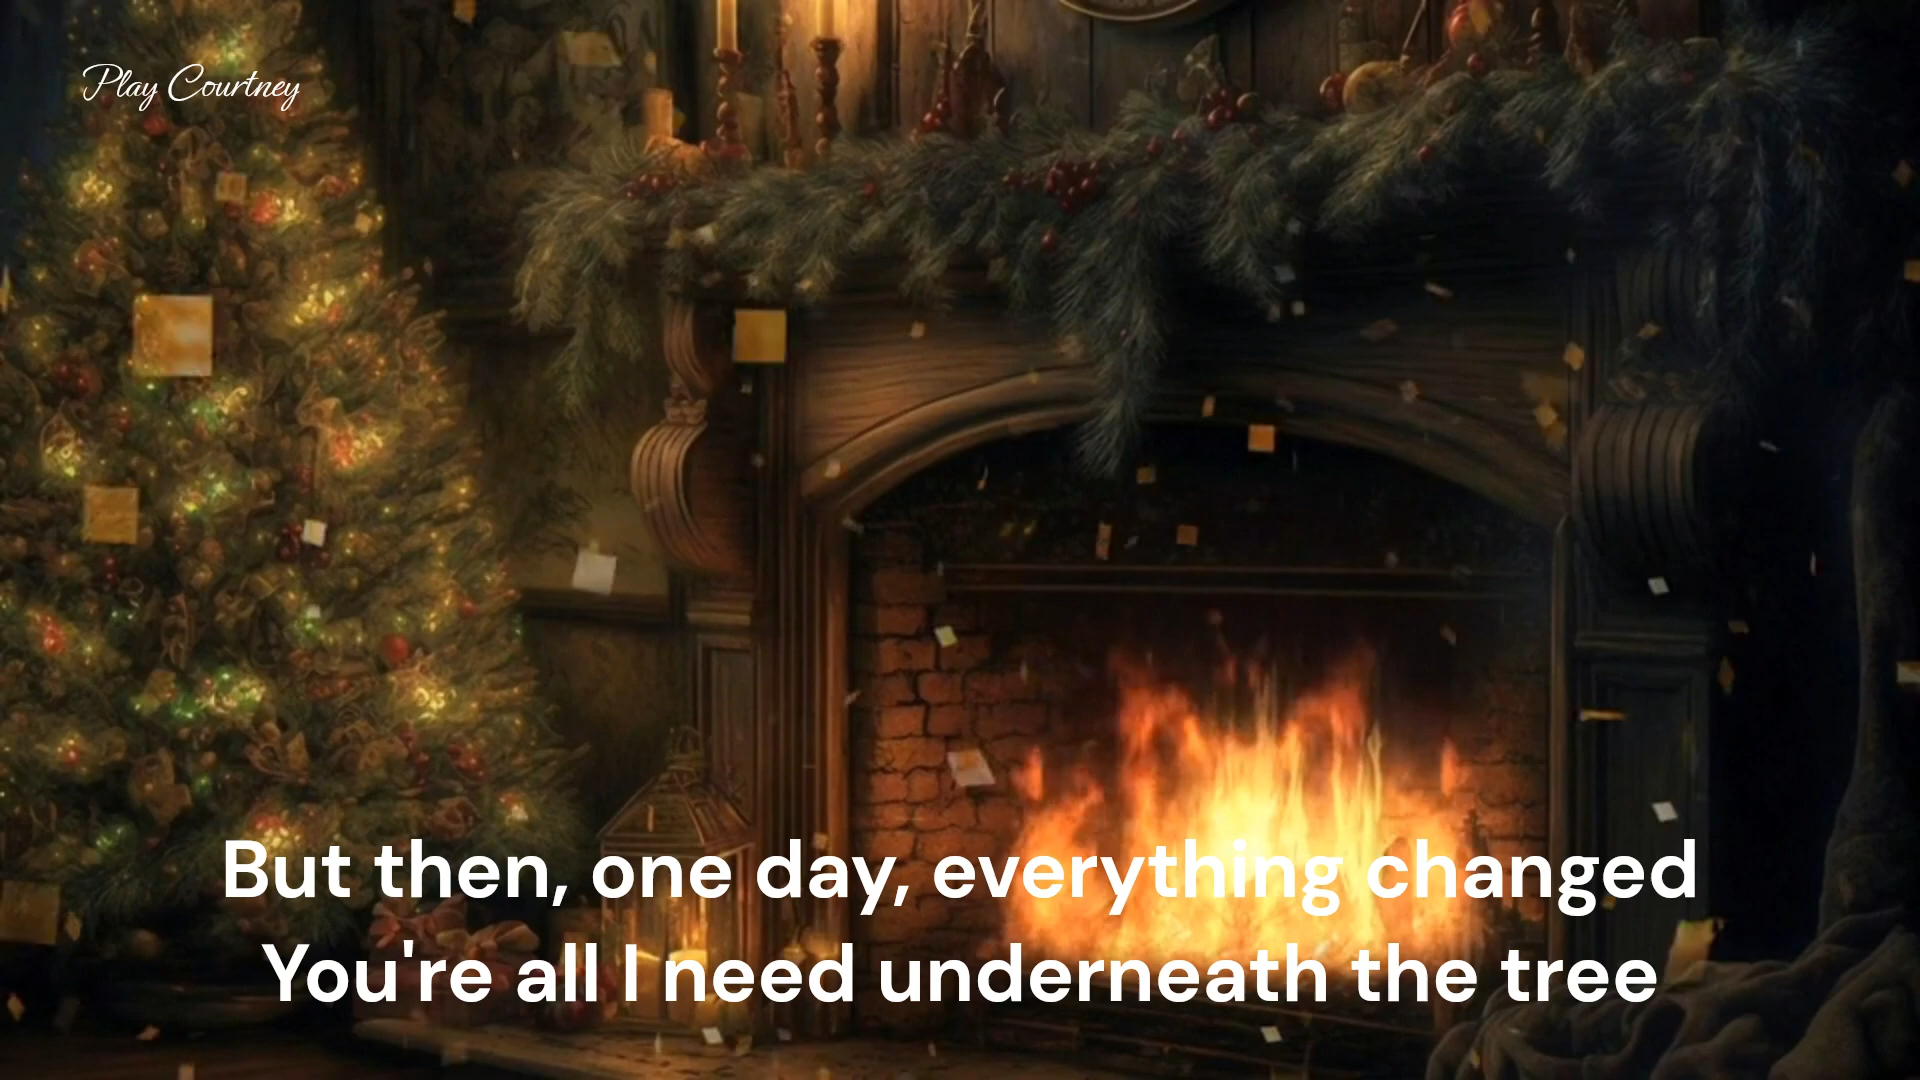 Play Courtney
But then, one day, everything changed
You're all I need underneath the tree